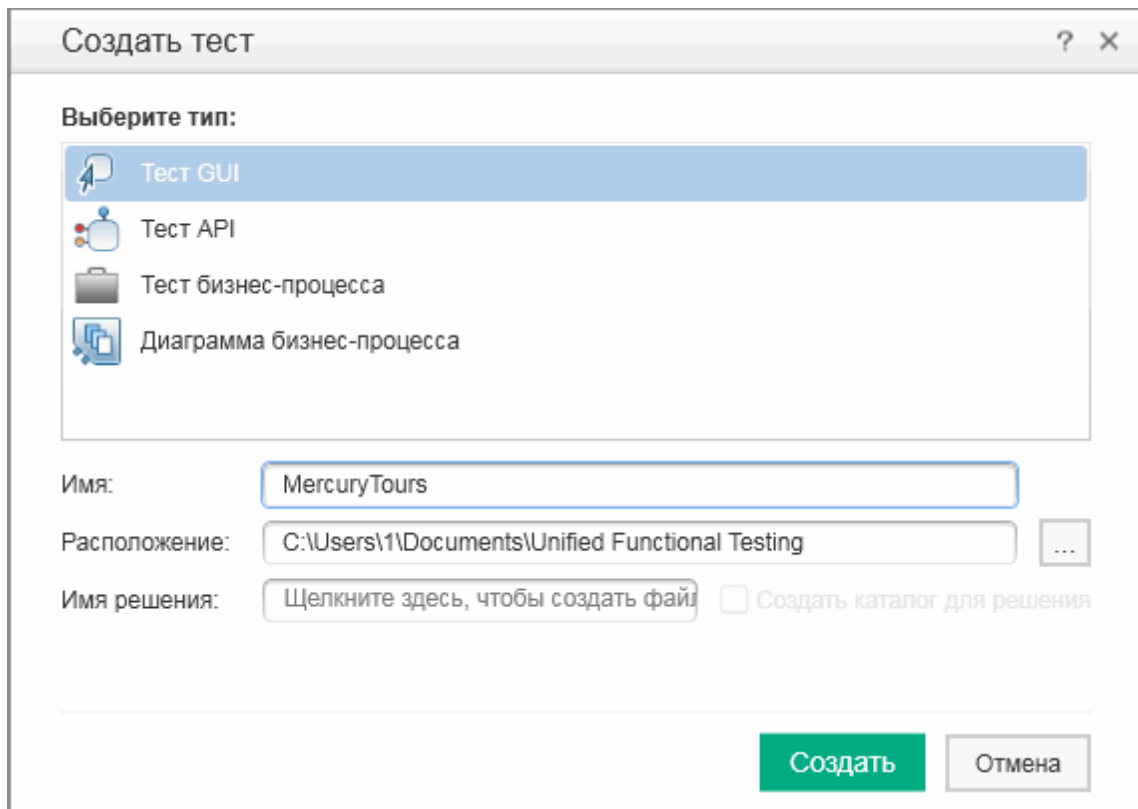 Создать тест ? ×
Выберите тип:
Тест GUI
Тест API
Тест бизнес-процесса
Диаграмма бизнес-процесса
Имя: MercuryTours
Расположение: C:\Users\1\Documents\Unified Functional Testing ...
Имя решения: Щелкните здесь, чтобы создать файл Создать каталог для решения
Создать Отмена